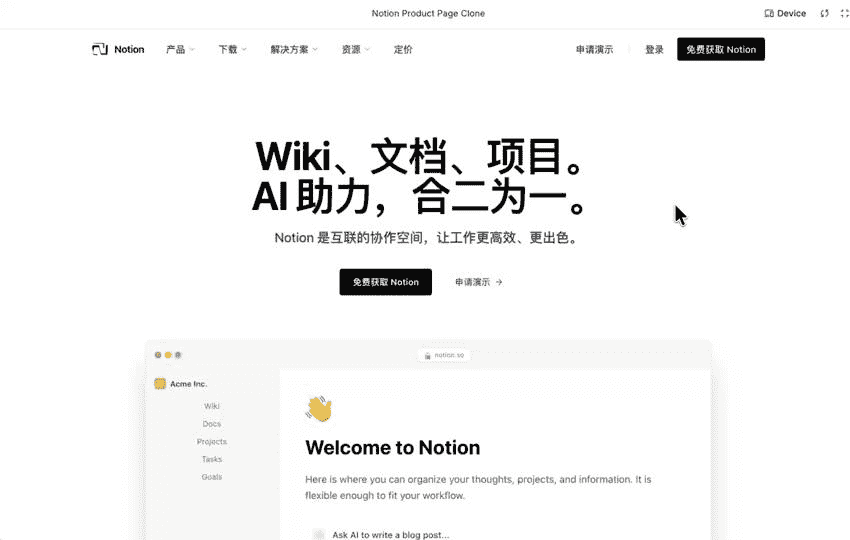 Notion Product Page Clone
Device
Notion 产品 下载 解决方案 资源 定价 申请演示 登录 免费获取 Notion
Wiki、文档、项目。
AI 助力，合二为一。
Notion 是互联的协作空间，让工作更高效、更出色。
免费获取 Notion 申请演示 →
notion.so
Acme Inc.
Wiki
Docs
Projects
Tasks
Goals
Welcome to Notion
Here is where you can organize your thoughts, projects, and information. It is
flexible enough to fit your workflow.
Ask AI to write a blog post...